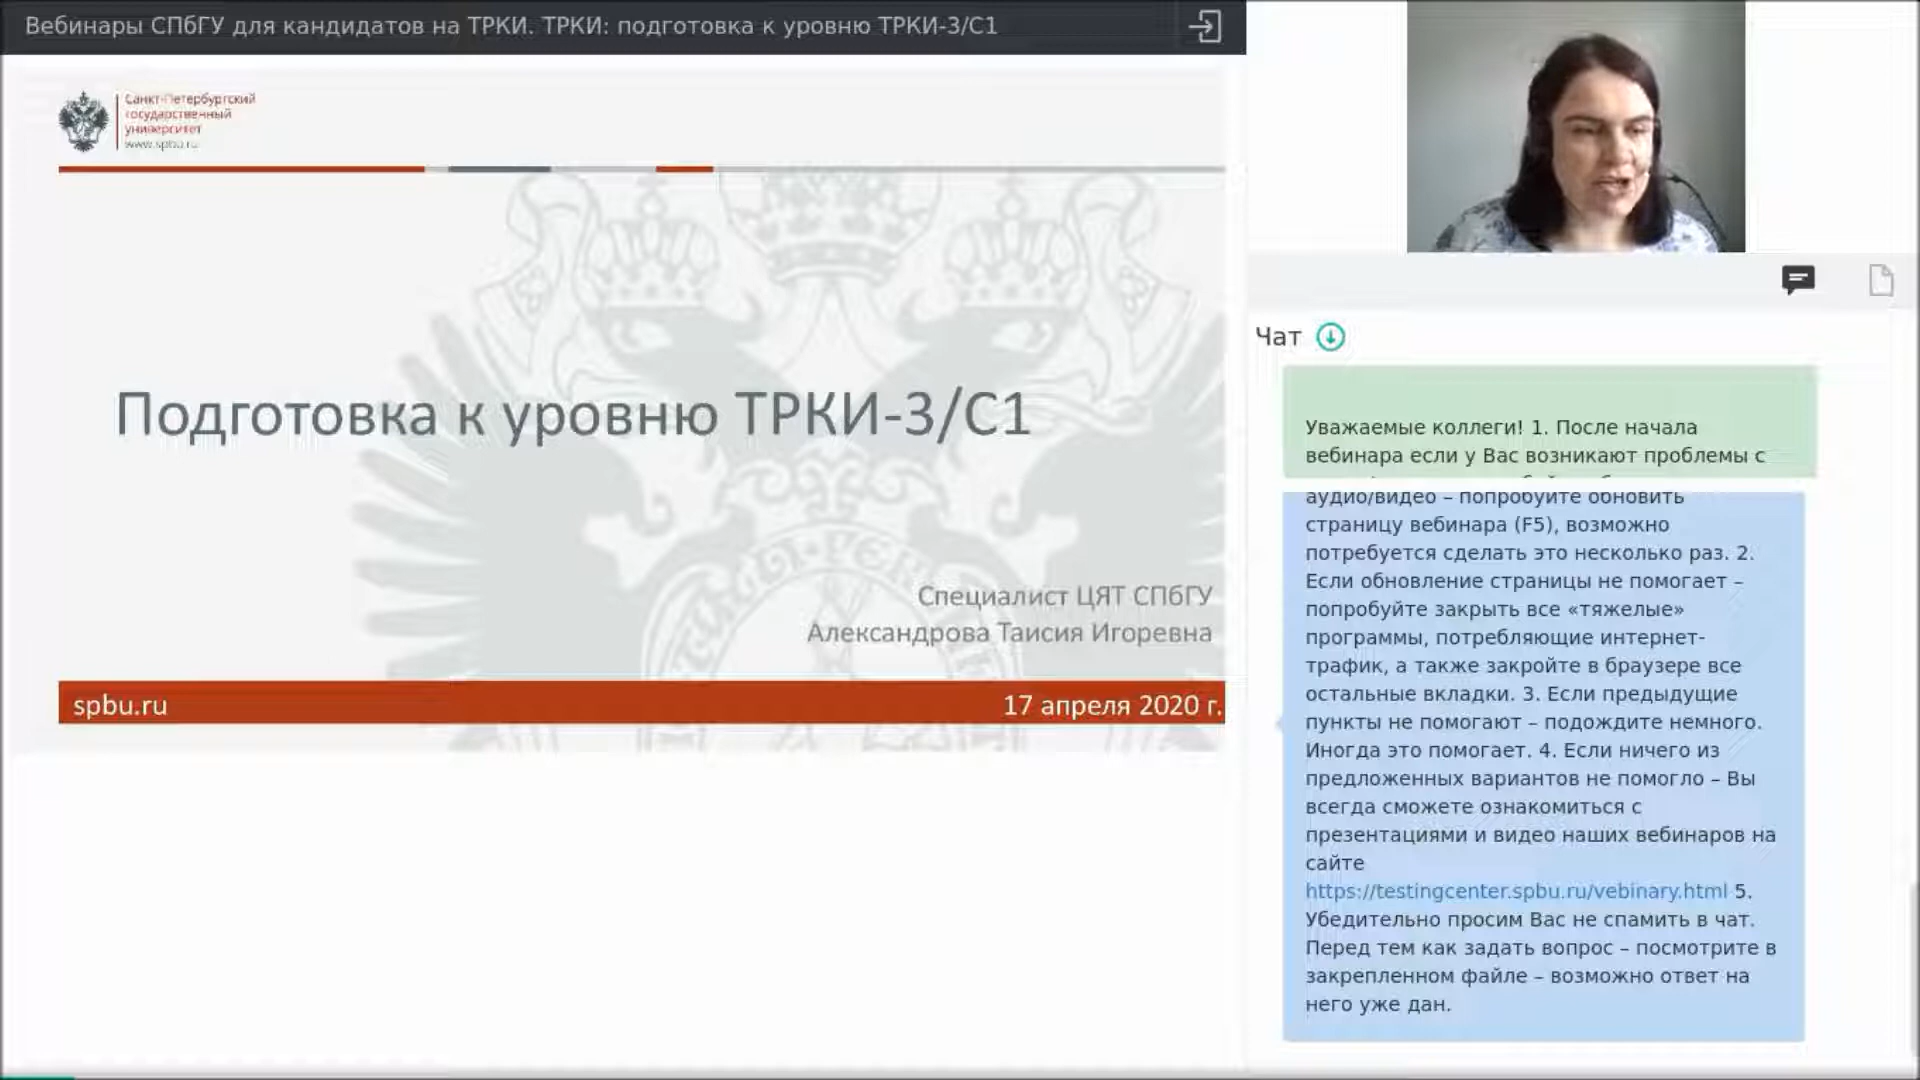 Вебинары СПбГУ для кандидатов на ТРКИ. ТРКИ: подготовка к уровню ТРКИ-3/С1
Санкт-Петербургский
государственный
университет
www.spbu.ru
Подготовка к уровню ТРКИ-3/С1
Специалист ЦЯТ СПбГУ
Александрова Таисия Игоревна
spbu.ru
17 апреля 2020 г.
Чат
Уважаемые коллеги! 1. После начала
вебинара если у Вас возникают проблемы с
аудио/видео – попробуйте обновить
страницу вебинара (F5), возможно
потребуется сделать это несколько раз. 2.
Если обновление страницы не помогает –
попробуйте закрыть все «тяжелые»
программы, потребляющие интернет-
трафик, а также закройте в браузере все
остальные вкладки. 3. Если предыдущие
пункты не помогают – подождите немного.
Иногда это помогает. 4. Если ничего из
предложенных вариантов не помогло – Вы
всегда сможете ознакомиться с
презентациями и видео наших вебинаров на
сайте
https://testingcenter.spbu.ru/vebinary.html 5.
Убедительно просим Вас не спамить в чат.
Перед тем как задать вопрос – посмотрите в
закрепленном файле – возможно ответ на
него уже дан.